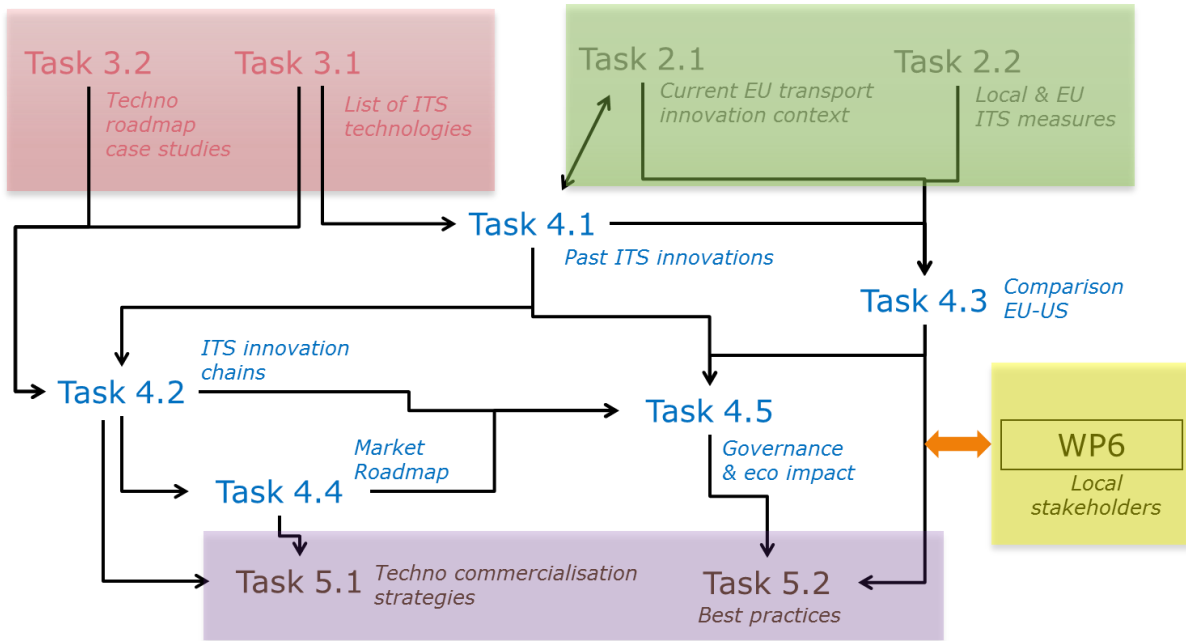 Task 3.2
Techno
roadmap
case studies
Task 3.1
List of ITS
technologies
Task 2.1
Current EU transport
innovation context
Task 2.2
Local & EU
ITS measures
Task 4.1
Past ITS innovations
Task 4.3
Comparison
EU-US
ITS innovation
chains
Task 4.2
Task 4.5
Governance
& eco impact
Market
Roadmap
Task 4.4
WP6
Local
stakeholders
Task 5.1
Techno commercialisation
strategies
Task 5.2
Best practices